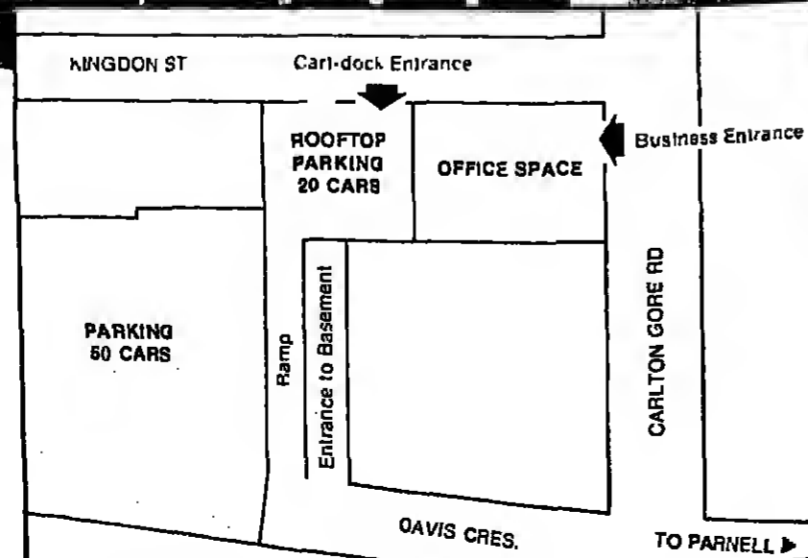 KINGDON ST
Cart-dock Entrance
ROOFTOP
PARKING
20 CARS
OFFICE SPACE
Business Entrance
PARKING
50 CARS
Ramp
Entrance to Basement
CARLTON GORE RD
DAVIS CRES.
TO PARNELL